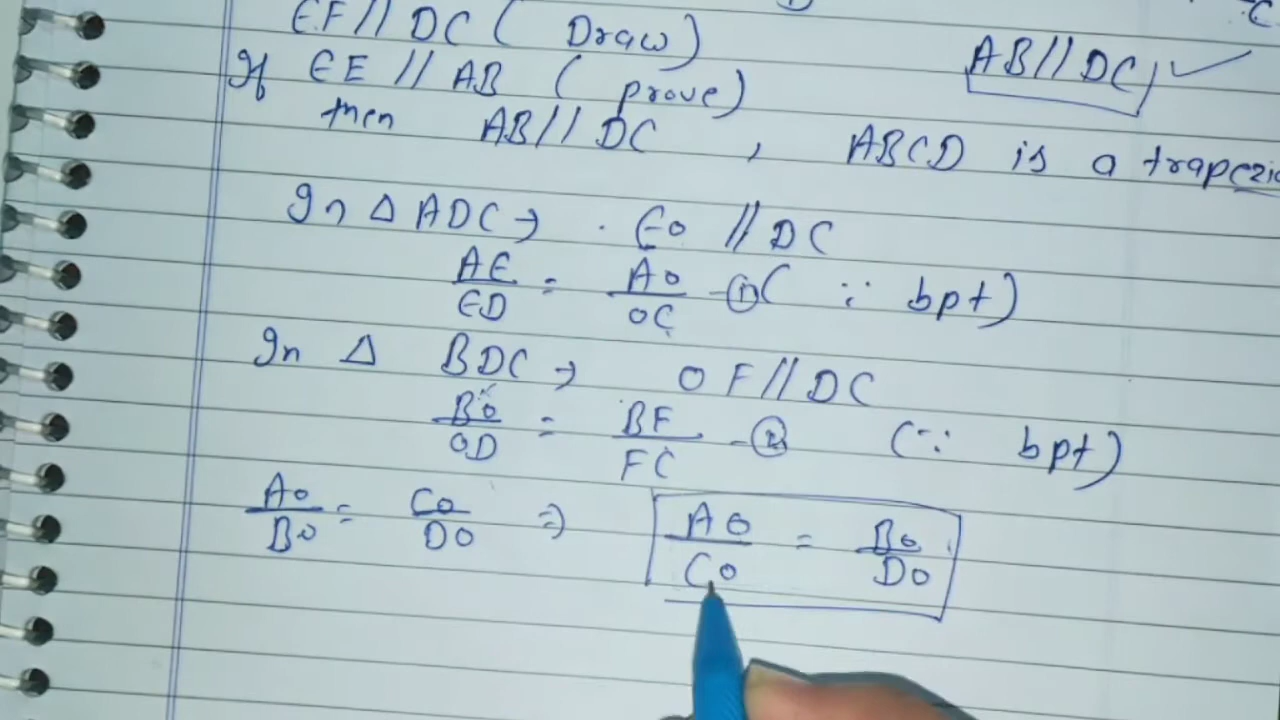 EF // DC ( Draw)
C
AB // DC ✓
If EE // AB ( prove)
then AB // DC , ABCD is a trapezi
In Δ ADC → . EO // DC
AE/ED = AO/OC - ① ( ∵ bpt)
In Δ BDC → OF // DC
BO/OD = BF/FC - ② (∵ bpt)
AO/BO = CO/DO ⇒ AO/CO = BO/DO